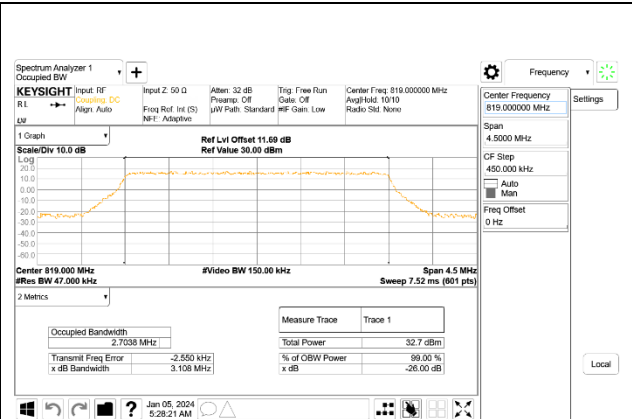 Spectrum Analyzer 1
Occupied BW
Frequency
KEYSIGHT Input: RF Input Z: 50 Ω Atten: 32 dB Trig: Free Run Center Freq: 819.000000 MHz
R L Coupling: DC Preamp: Off Gate: Off Avg|Hold: 10/10
Align: Auto Freq Ref: Int (S) µW Path: Standard #IF Gain: Low Radio Std: None
NFE: Adaptive
Center Frequency
819.000000 MHz
Settings
Span
4.5000 MHz
CF Step
450.000 kHz
Auto
Man
Freq Offset
0 Hz
Local
1 Graph
Ref Lvl Offset 11.69 dB
Scale/Div 10.0 dB Ref Value 30.00 dBm
Log
20.0
10.0
0.00
-10.0
-20.0
-30.0
-40.0
-50.0
-60.0
Center 819.000 MHz #Video BW 150.00 kHz Span 4.5 MHz
#Res BW 47.000 kHz Sweep 7.52 ms (601 pts)
2 Metrics
Measure Trace Trace 1
Occupied Bandwidth
2.7038 MHz Total Power 32.7 dBm
Transmit Freq Error -2.550 kHz % of OBW Power 99.00 %
x dB Bandwidth 3.108 MHz x dB -26.00 dB
? Jan 05, 2024
5:28:21 AM